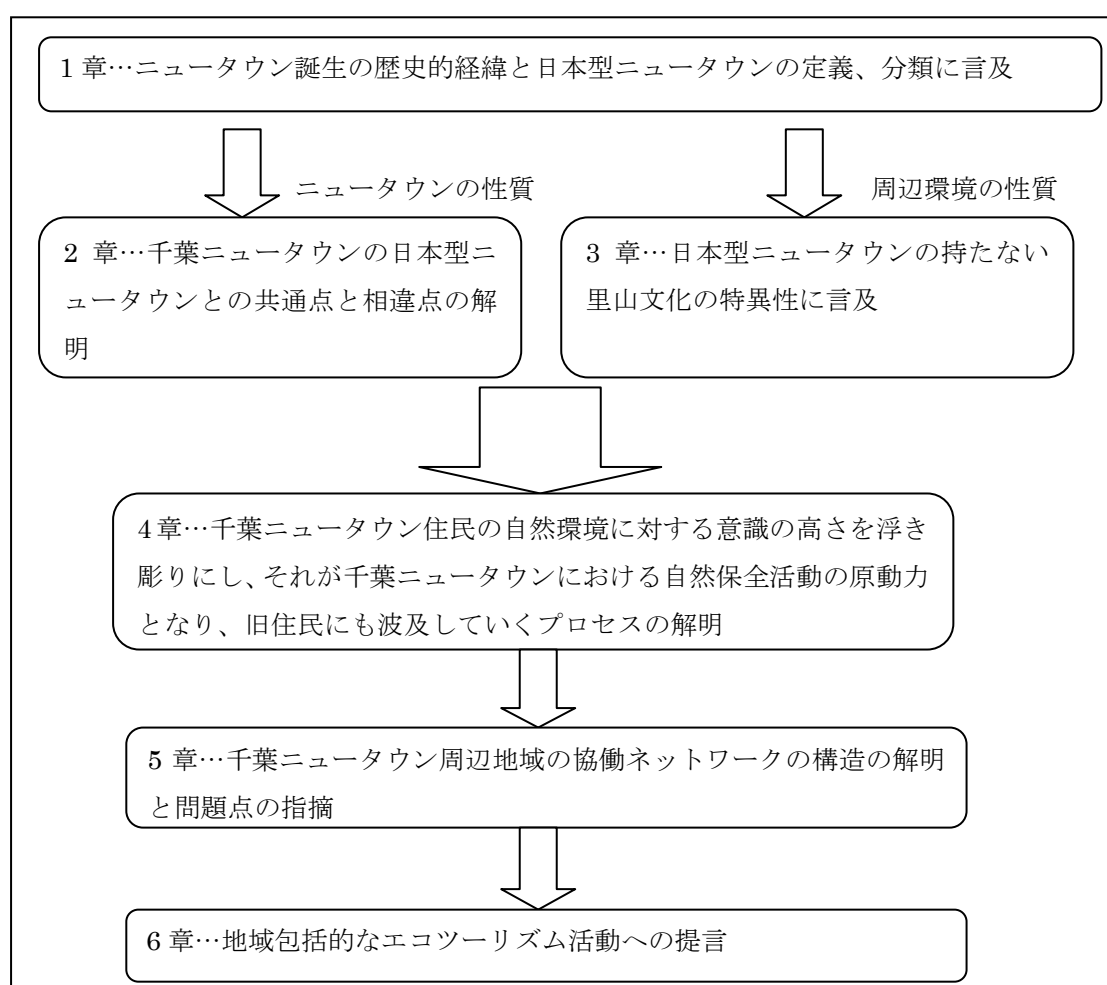 1章…ニュータウン誕生の歴史的経緯と日本型ニュータウンの定義、分類に言及
ニュータウンの性質
周辺環境の性質
2 章…千葉ニュータウンの日本型ニ
ュータウンとの共通点と相違点の解
明
3 章…日本型ニュータウンの持たない
里山文化の特異性に言及
4章…千葉ニュータウン住民の自然環境に対する意識の高さを浮き
彫りにし、それが千葉ニュータウンにおける自然保全活動の原動力
となり、旧住民にも波及していくプロセスの解明
5 章…千葉ニュータウン周辺地域の協働ネットワークの構造の解明
と問題点の指摘
6章…地域包括的なエコツーリズム活動への提言